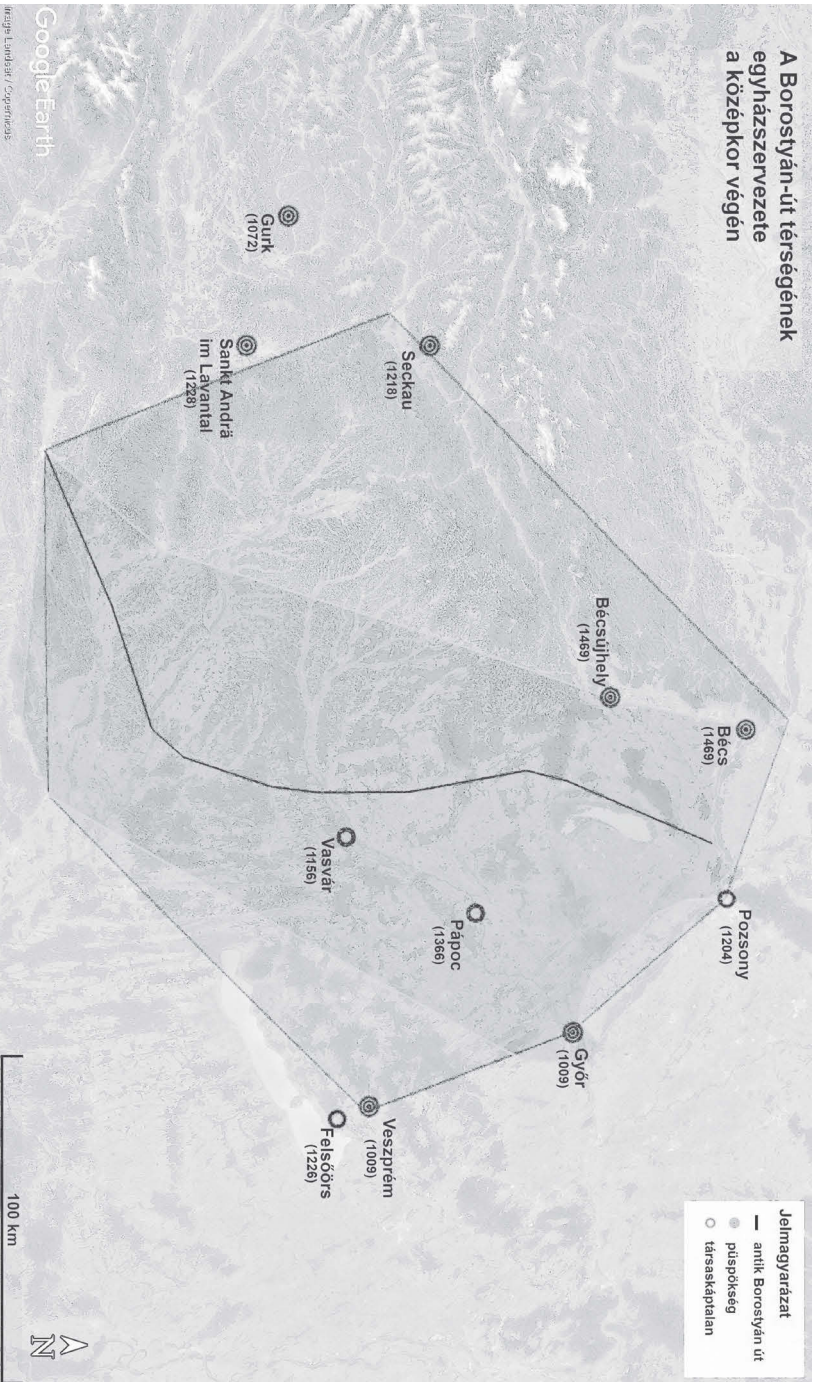 A Borostyán-út térségének
egyházszervezete
a középkor végén
Jelmagyarázat
antik Borostyán út
püspökség
társaskáptalan
Bécs
(1469)
Pozsony
(1204)
Bécsújhely
(1469)
Győr
(1009)
Seckau
(1218)
Pápoc
(1366)
Veszprém
(1009)
Vasvár
(1156)
Felsőörs
(1226)
Gurk
(1072)
Sankt Andrä
im Lavantal
(1228)
Google Earth
Image Landsat / Copernicus
100 km
N